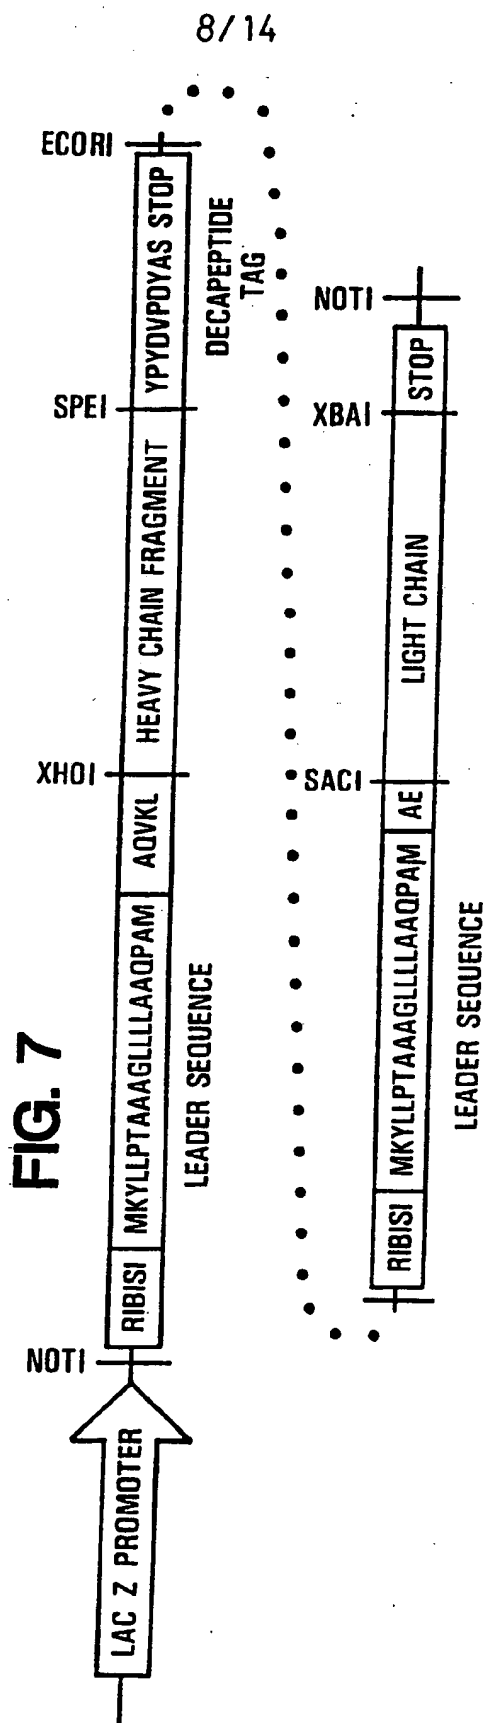 8/14
FIG. 7
LAC Z PROMOTER
NOTI
RIBISI
MKYLLPTAAAGLLLLAAQPAM
LEADER SEQUENCE
AQVKL
XHOI
HEAVY CHAIN FRAGMENT
SPEI
YPYDVPDYAS STOP
DECAPEPTIDE
TAG
ECORI
RIBISI
MKYLLPTAAAGLLLLAAQPAM
LEADER SEQUENCE
AE
SACI
LIGHT CHAIN
XBAI
STOP
NOTI